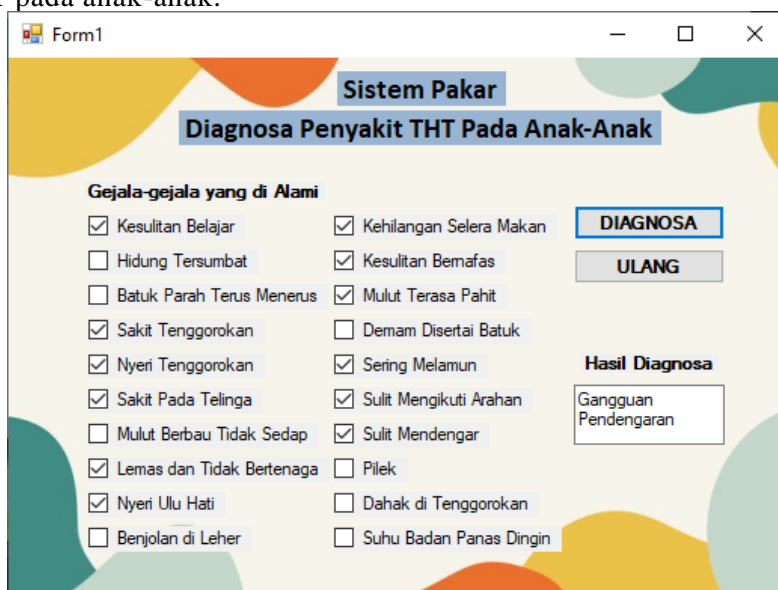 pada anak-anak.
Form1
Sistem Pakar
Diagnosa Penyakit THT Pada Anak-Anak
Gejala-gejala yang di Alami
Kesulitan Belajar
Hidung Tersumbat
Batuk Parah Terus Menerus
Sakit Tenggorokan
Nyeri Tenggorokan
Sakit Pada Telinga
Mulut Berbau Tidak Sedap
Lemas dan Tidak Bertenaga
Nyeri Ulu Hati
Benjolan di Leher
Kehilangan Selera Makan
Kesulitan Bernafas
Mulut Terasa Pahit
Demam Disertai Batuk
Sering Melamun
Sulit Mengikuti Arahan
Sulit Mendengar
Pilek
Dahak di Tenggorokan
Suhu Badan Panas Dingin
DIAGNOSA
ULANG
Hasil Diagnosa
Gangguan
Pendengaran